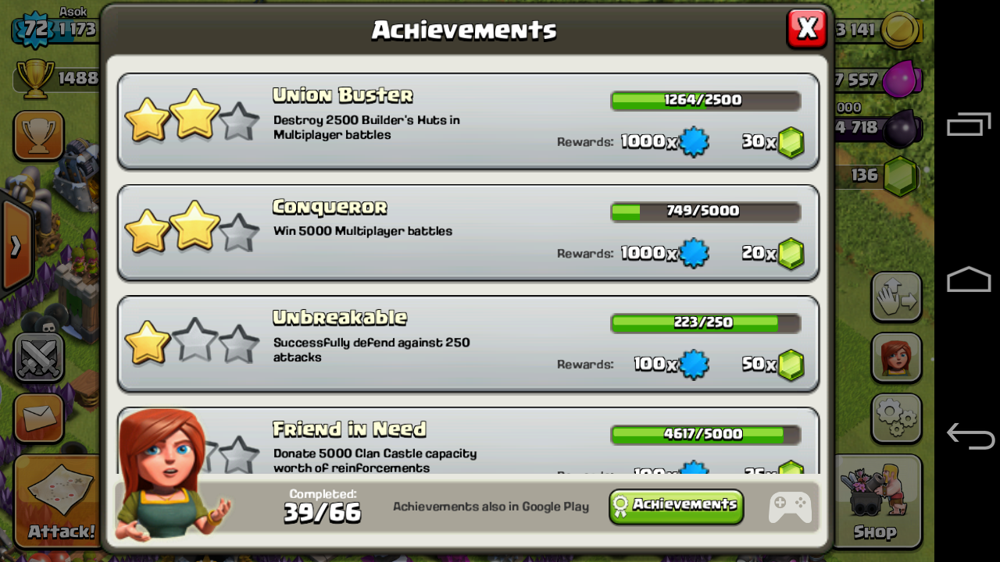 Asok
72
1 173
1488
Achievements
X
3 141
7 557
000
4 718
136
Union Buster
Destroy 2500 Builder's Huts in
Multiplayer battles
1264/2500
Rewards: 1000x 30x
Conqueror
Win 5000 Multiplayer battles
749/5000
Rewards: 1000x 20x
Unbreakable
Successfully defend against 250
attacks
223/250
Rewards: 100x 50x
Friend in Need
Donate 5000 Clan Castle capacity
worth of reinforcements
4617/5000
Completed:
39/66
Achievements also in Google Play
Achievements
Attack!
Shop